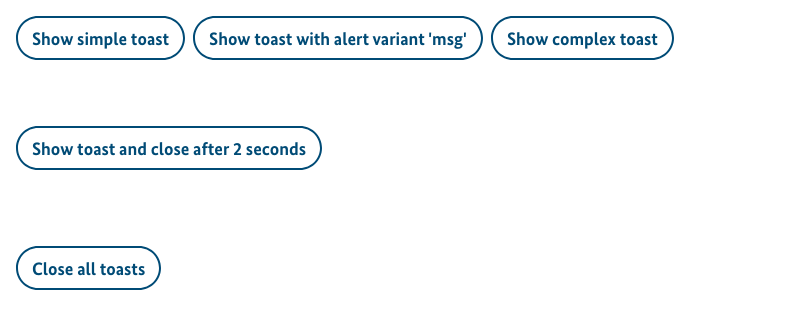 Show simple toast Show toast with alert variant 'msg' Show complex toast
Show toast and close after 2 seconds
Close all toasts